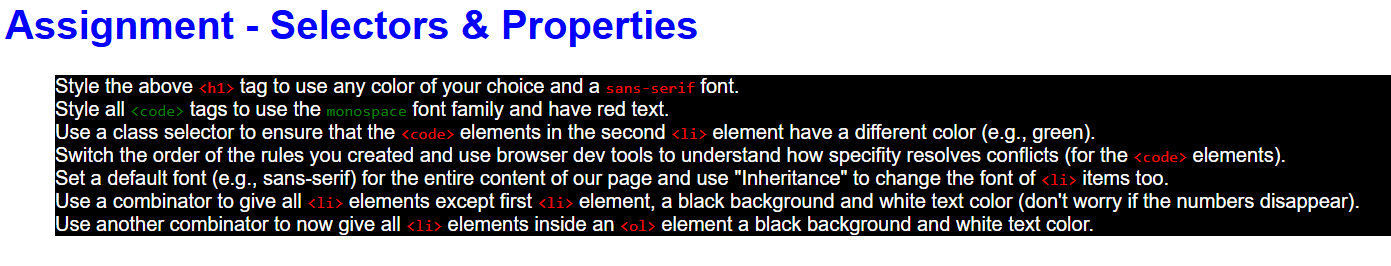 Assignment - Selectors & Properties
Style the above <h1> tag to use any color of your choice and a sans-serif font.
Style all <code> tags to use the monospace font family and have red text.
Use a class selector to ensure that the <code> elements in the second <li> element have a different color (e.g., green).
Switch the order of the rules you created and use browser dev tools to understand how specifity resolves conflicts (for the <code> elements).
Set a default font (e.g., sans-serif) for the entire content of our page and use "Inheritance" to change the font of <li> items too.
Use a combinator to give all <li> elements except first <li> element, a black background and white text color (don't worry if the numbers disappear).
Use another combinator to now give all <li> elements inside an <ol> element a black background and white text color.